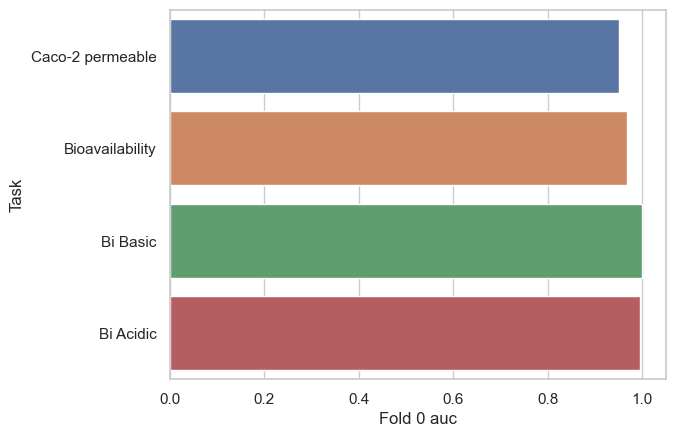 Caco-2 permeable
Bioavailability
Bi Basic
Bi Acidic
Task
0.0 0.2 0.4 0.6 0.8 1.0
Fold 0 auc